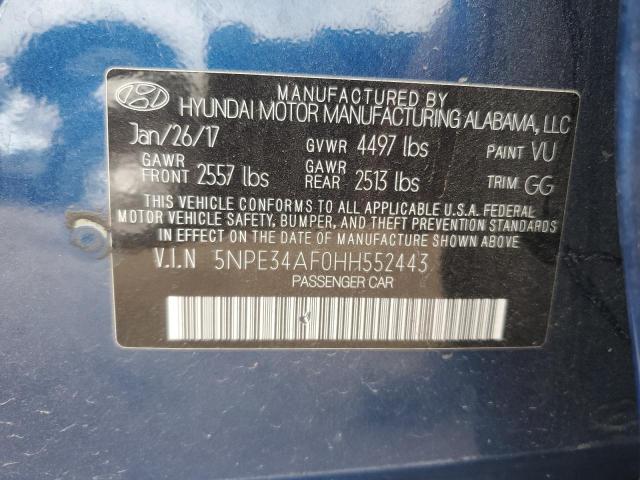 MANUFACTURED BY
HYUNDAI MOTOR MANUFACTURING ALABAMA, LLC
Jan/26/17 GVWR 4497 lbs PAINT VU
GAWR FRONT 2557 lbs GAWR REAR 2513 lbs TRIM GG
THIS VEHICLE CONFORMS TO ALL APPLICABLE U.S.A. FEDERAL
MOTOR VEHICLE SAFETY, BUMPER, AND THEFT PREVENTION STANDARDS
IN EFFECT ON THE DATE OF MANUFACTURE SHOWN ABOVE.
V.I.N 5NPE34AF0HH552443
PASSENGER CAR